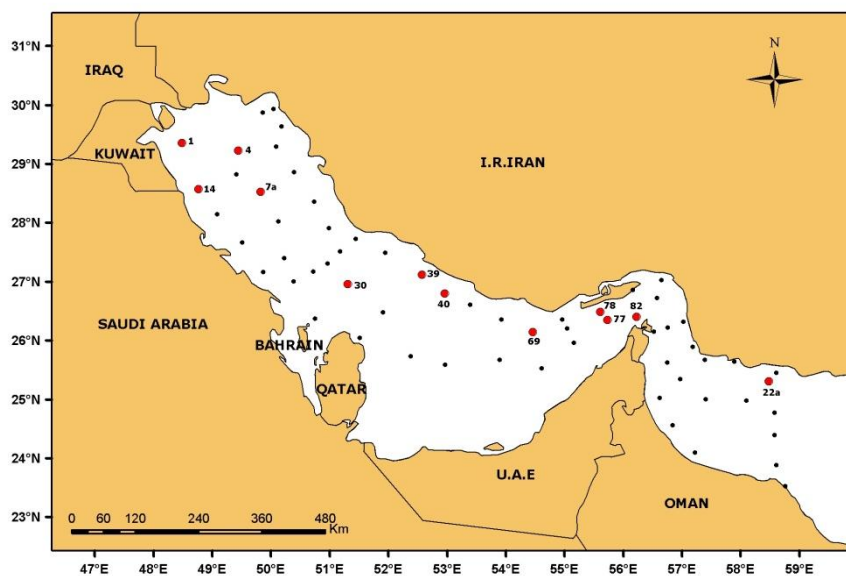 N
31°N
IRAQ
30°N
1
4
KUWAIT
29°N
I.R.IRAN
14
7a
28°N
39
27°N
30
40
78
82
77
SAUDI ARABIA
26°N
BAHRAIN
69
QATAR
22a
25°N
24°N
U.A.E
OMAN
23°N
0 60 120 240 360 480
Km
47°E 48°E 49°E 50°E 51°E 52°E 53°E 54°E 55°E 56°E 57°E 58°E 59°E